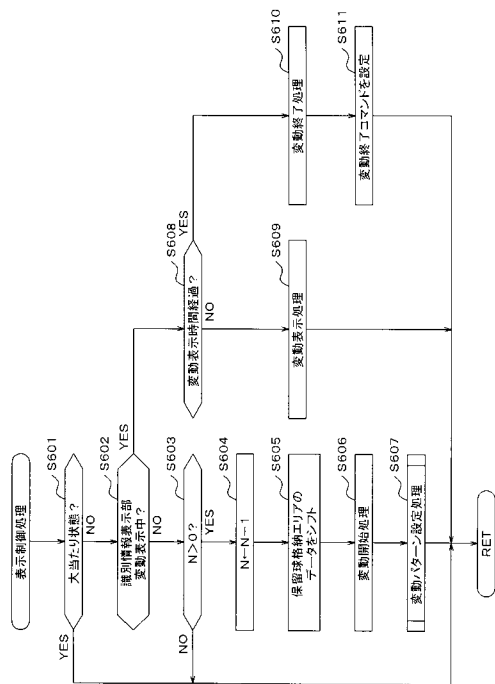 表示制御処理
S601
大当たり状態？
YES
NO
S602
識別情報表示部
変動表示中？
YES
NO
S603
N＞0？
NO
YES
S604
N←N−1
S605
保留球格納エリアの
データをシフト
S606
変動開始処理
S607
変動パターン設定処理
S608
変動表示時間経過？
YES
NO
S609
変動表示処理
S610
変動終了処理
S611
変動終了コマンドを設定
RET